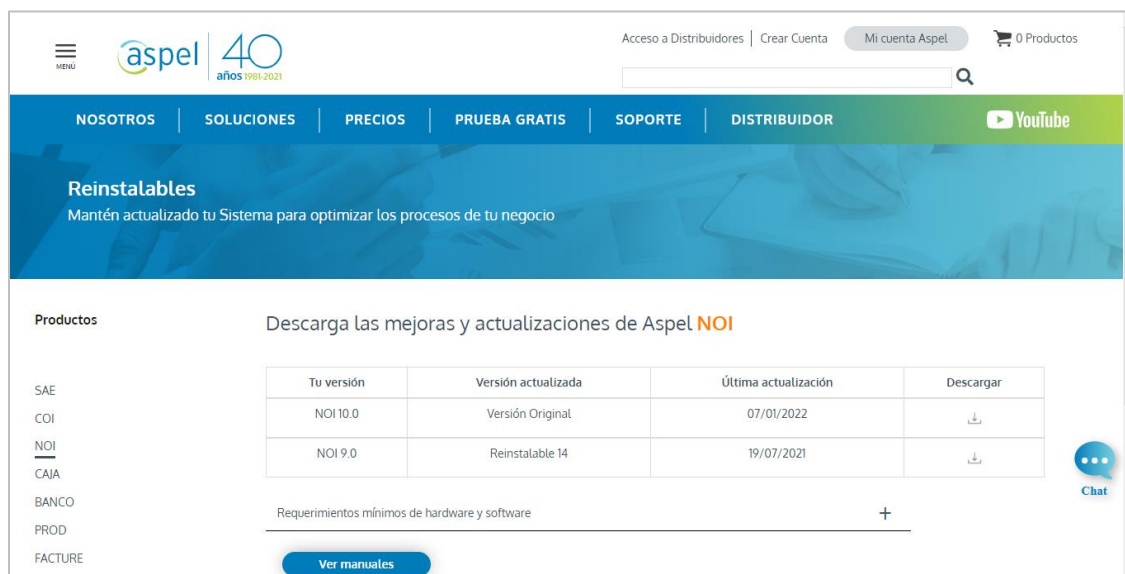 MENÚ
aspel
40
años 1981-2021
Acceso a Distribuidores | Crear Cuenta
Mi cuenta Aspel
0 Productos
NOSOTROS | SOLUCIONES | PRECIOS | PRUEBA GRATIS | SOPORTE | DISTRIBUIDOR
YouTube
Reinstalables
Mantén actualizado tu Sistema para optimizar los procesos de tu negocio
Productos
SAE
COI
NOI
CAJA
BANCO
PROD
FACTURE
Descarga las mejoras y actualizaciones de Aspel NOI
Tu versión Versión actualizada Última actualización Descargar
NOI 10.0 Versión Original 07/01/2022
NOI 9.0 Reinstalable 14 19/07/2021
Requerimientos mínimos de hardware y software +
Ver manuales
Chat